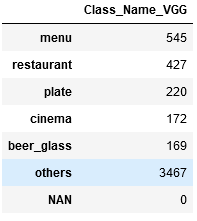 Class_Name_VGG
menu 545
restaurant 427
plate 220
cinema 172
beer_glass 169
others 3467
NAN 0